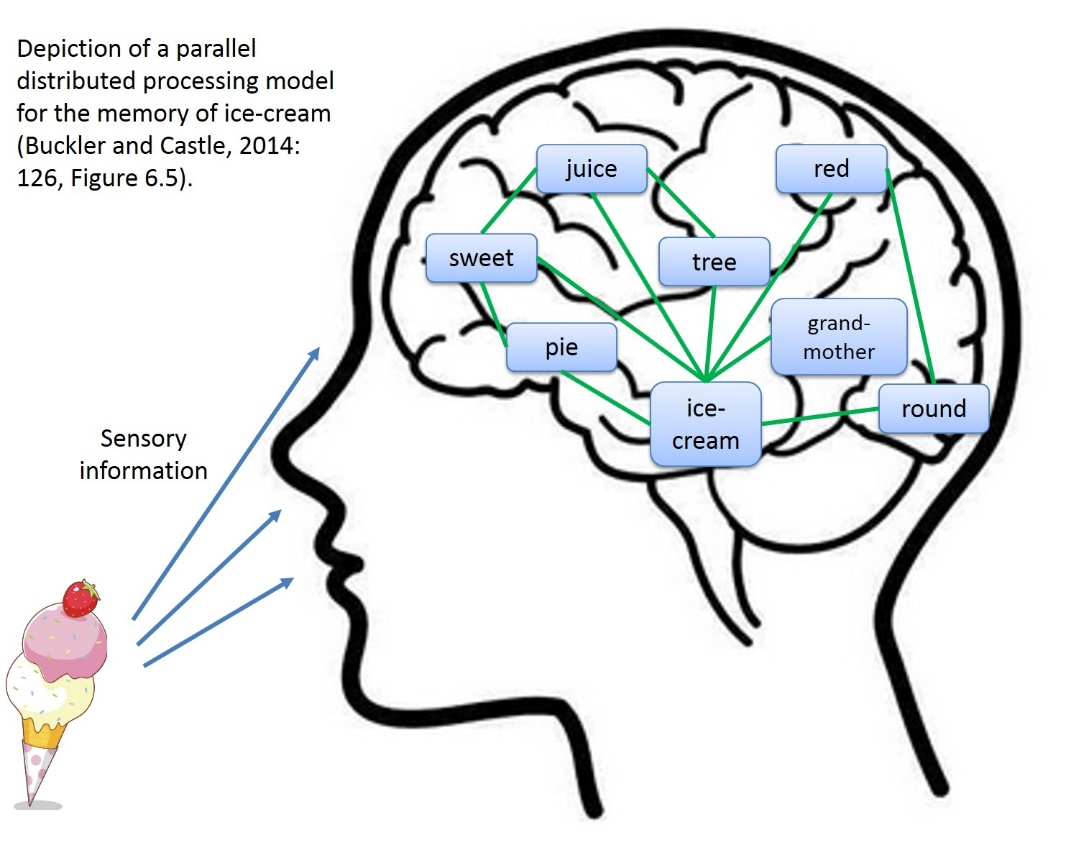 Depiction of a parallel
distributed processing model
for the memory of ice-cream
(Buckler and Castle, 2014:
126, Figure 6.5).
juice
red
sweet
tree
grand-
mother
pie
ice-
cream
round
Sensory
information